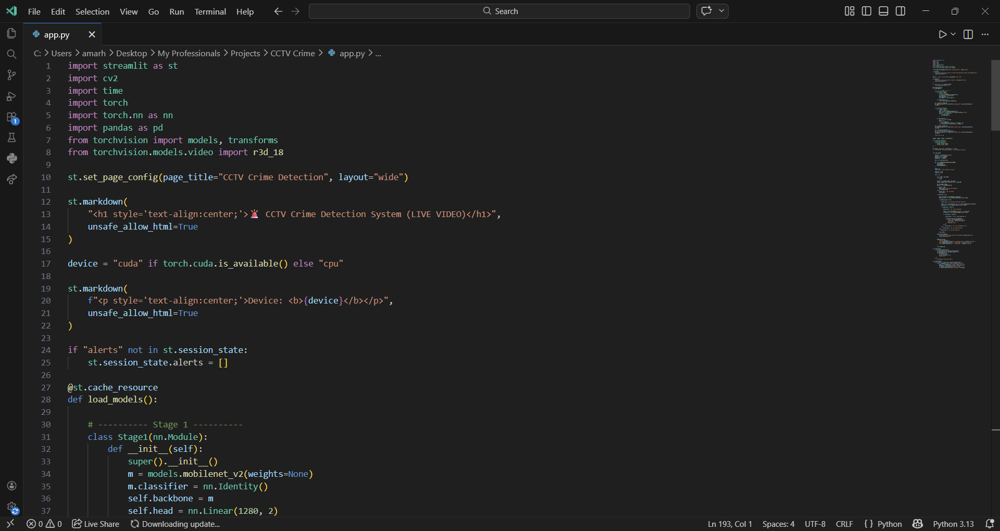 File Edit Selection View Go Run Terminal Help Search
app.py
C: > Users > amarh > Desktop > My Professionals > Projects > CCTV Crime > app.py > ...
1 import streamlit as st
2 import cv2
3 import time
4 import torch
5 import torch.nn as nn
6 import pandas as pd
7 from torchvision import models, transforms
8 from torchvision.models.video import r3d_18
9
10 st.set_page_config(page_title="CCTV Crime Detection", layout="wide")
11
12 st.markdown(
13     "<h1 style='text-align:center;'>🚨 CCTV Crime Detection System (LIVE VIDEO)</h1>",
14     unsafe_allow_html=True
15 )
16
17 device = "cuda" if torch.cuda.is_available() else "cpu"
18
19 st.markdown(
20     f"<p style='text-align:center;'>Device: <b>{device}</b></p>",
21     unsafe_allow_html=True
22 )
23
24 if "alerts" not in st.session_state:
25     st.session_state.alerts = []
26
27 @st.cache_resource
28 def load_models():
29
30     # ---------- Stage 1 ----------
31     class Stage1(nn.Module):
32         def __init__(self):
33             super().__init__()
34             m = models.mobilenet_v2(weights=None)
35             m.classifier = nn.Identity()
36             self.backbone = m
37             self.head = nn.Linear(1280, 2)
1
0 0 Live Share Downloading update... Ln 193, Col 1 Spaces: 4 UTF-8 CRLF {} Python Python 3.13